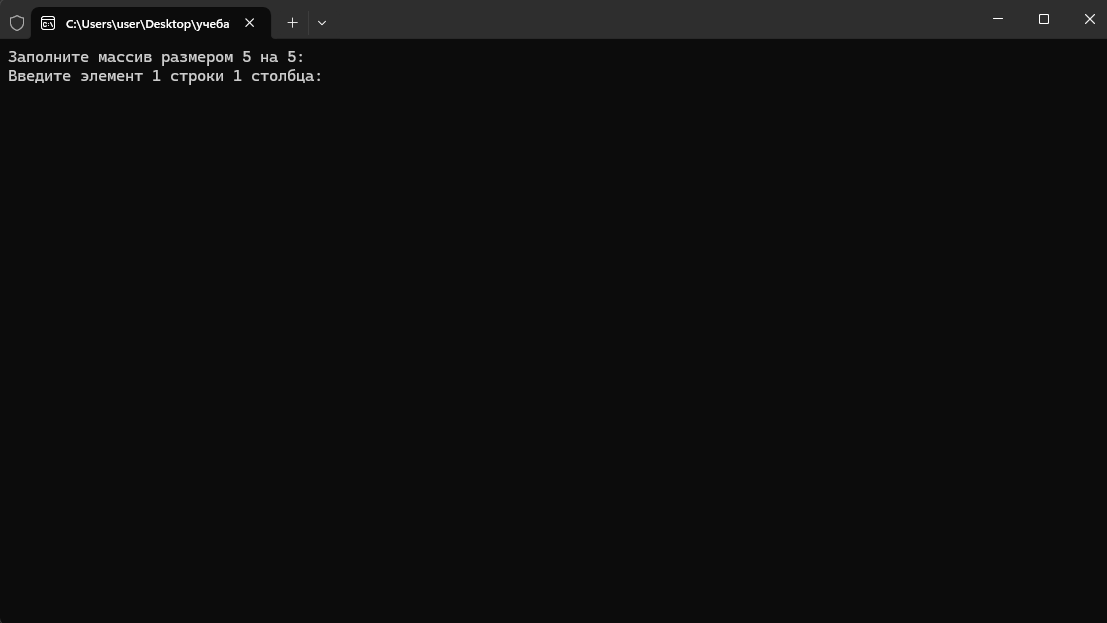 C:\Users\user\Desktop\учеба
Заполните массив размером 5 на 5:
Введите элемент 1 строки 1 столбца: